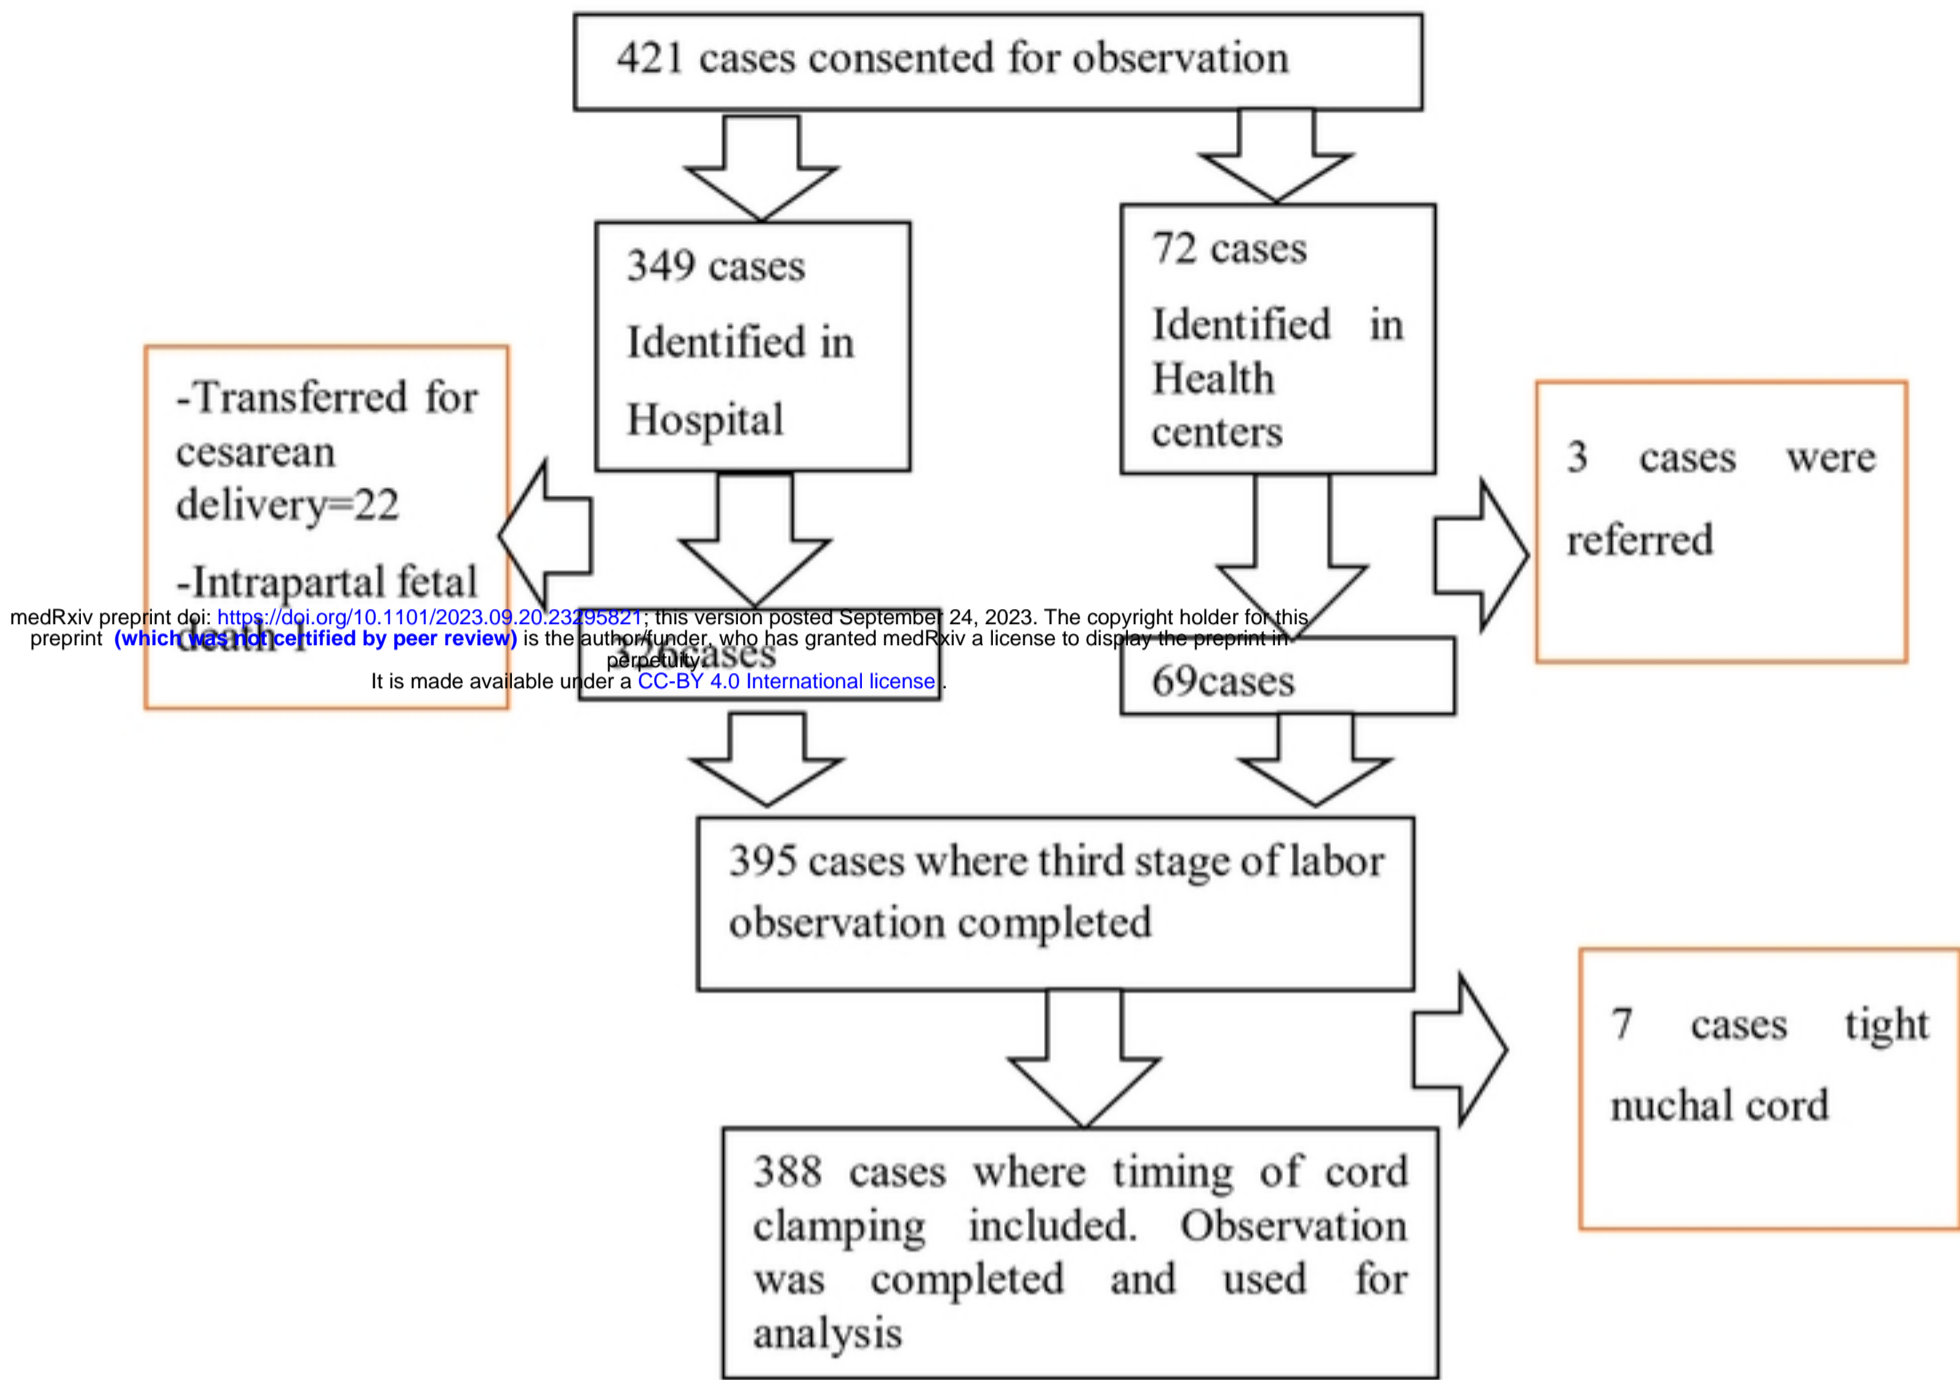 421 cases consented for observation
349 cases
Identified in
Hospital
72 cases
Identified in
Health
centers
-Transferred for
cesarean
delivery=22
-Intrapartal fetal
death 1
3 cases were
referred
medRxiv preprint doi: https://doi.org/10.1101/2023.09.20.23295821; this version posted September 24, 2023. The copyright holder for this
preprint (which was not certified by peer review) is the author/funder, who has granted medRxiv a license to display the preprint in
perpetuity.
It is made available under a CC-BY 4.0 International license .
326cases
69cases
395 cases where third stage of labor
observation completed
7 cases tight
nuchal cord
388 cases where timing of cord
clamping included. Observation
was completed and used for
analysis